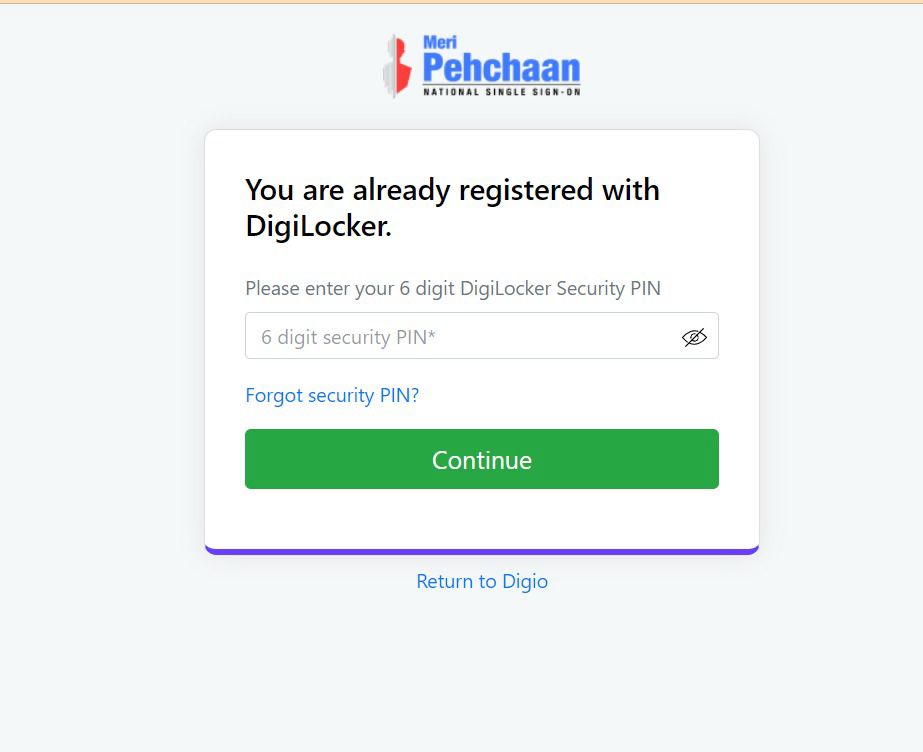 Meri
Pehchaan
NATIONAL SINGLE SIGN-ON
You are already registered with
DigiLocker.
Please enter your 6 digit DigiLocker Security PIN
6 digit security PIN*
Forgot security PIN?
Continue
Return to Digio